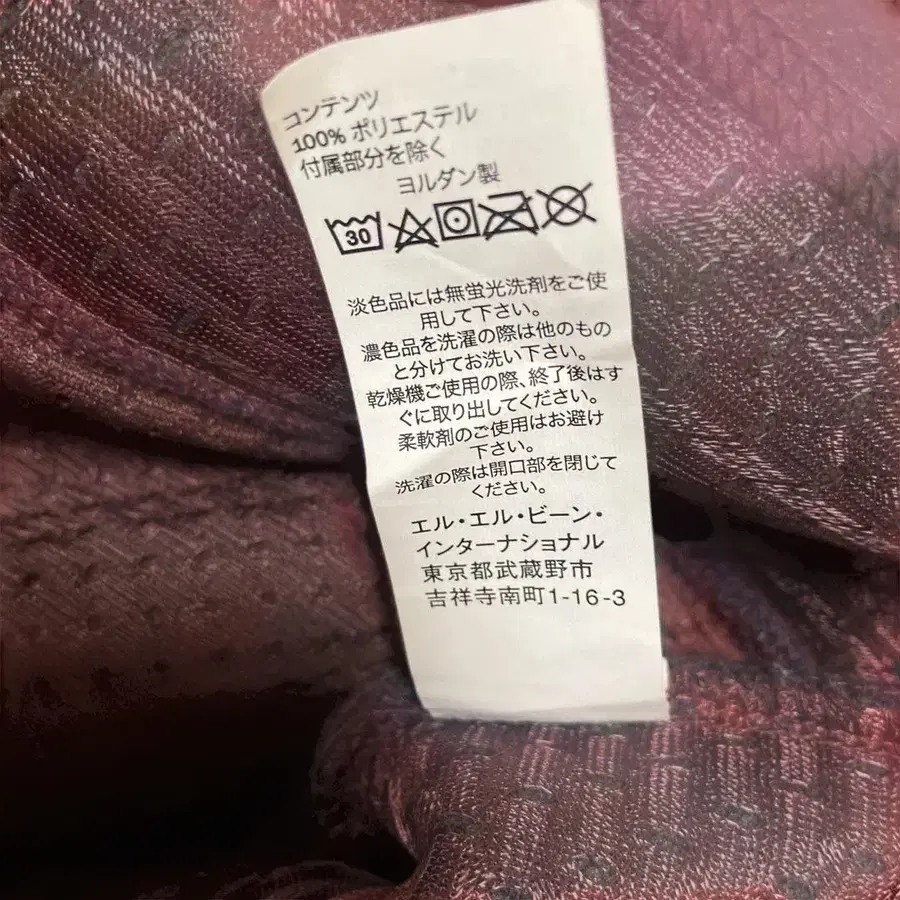 コンテンツ
100% ポリエステル
付属部分を除く
ヨルダン製
30
淡色品には無蛍光洗剤をご使
用して下さい。
濃色品を洗濯の際は他のもの
と分けてお洗い下さい。
乾燥機ご使用の際、終了後はす
ぐに取り出してください。
柔軟剤のご使用はお避け
下さい。
洗濯の際は開口部を閉じて
ください。
エル・エル・ビーン・
インターナショナル
東京都武蔵野市
吉祥寺南町1-16-3